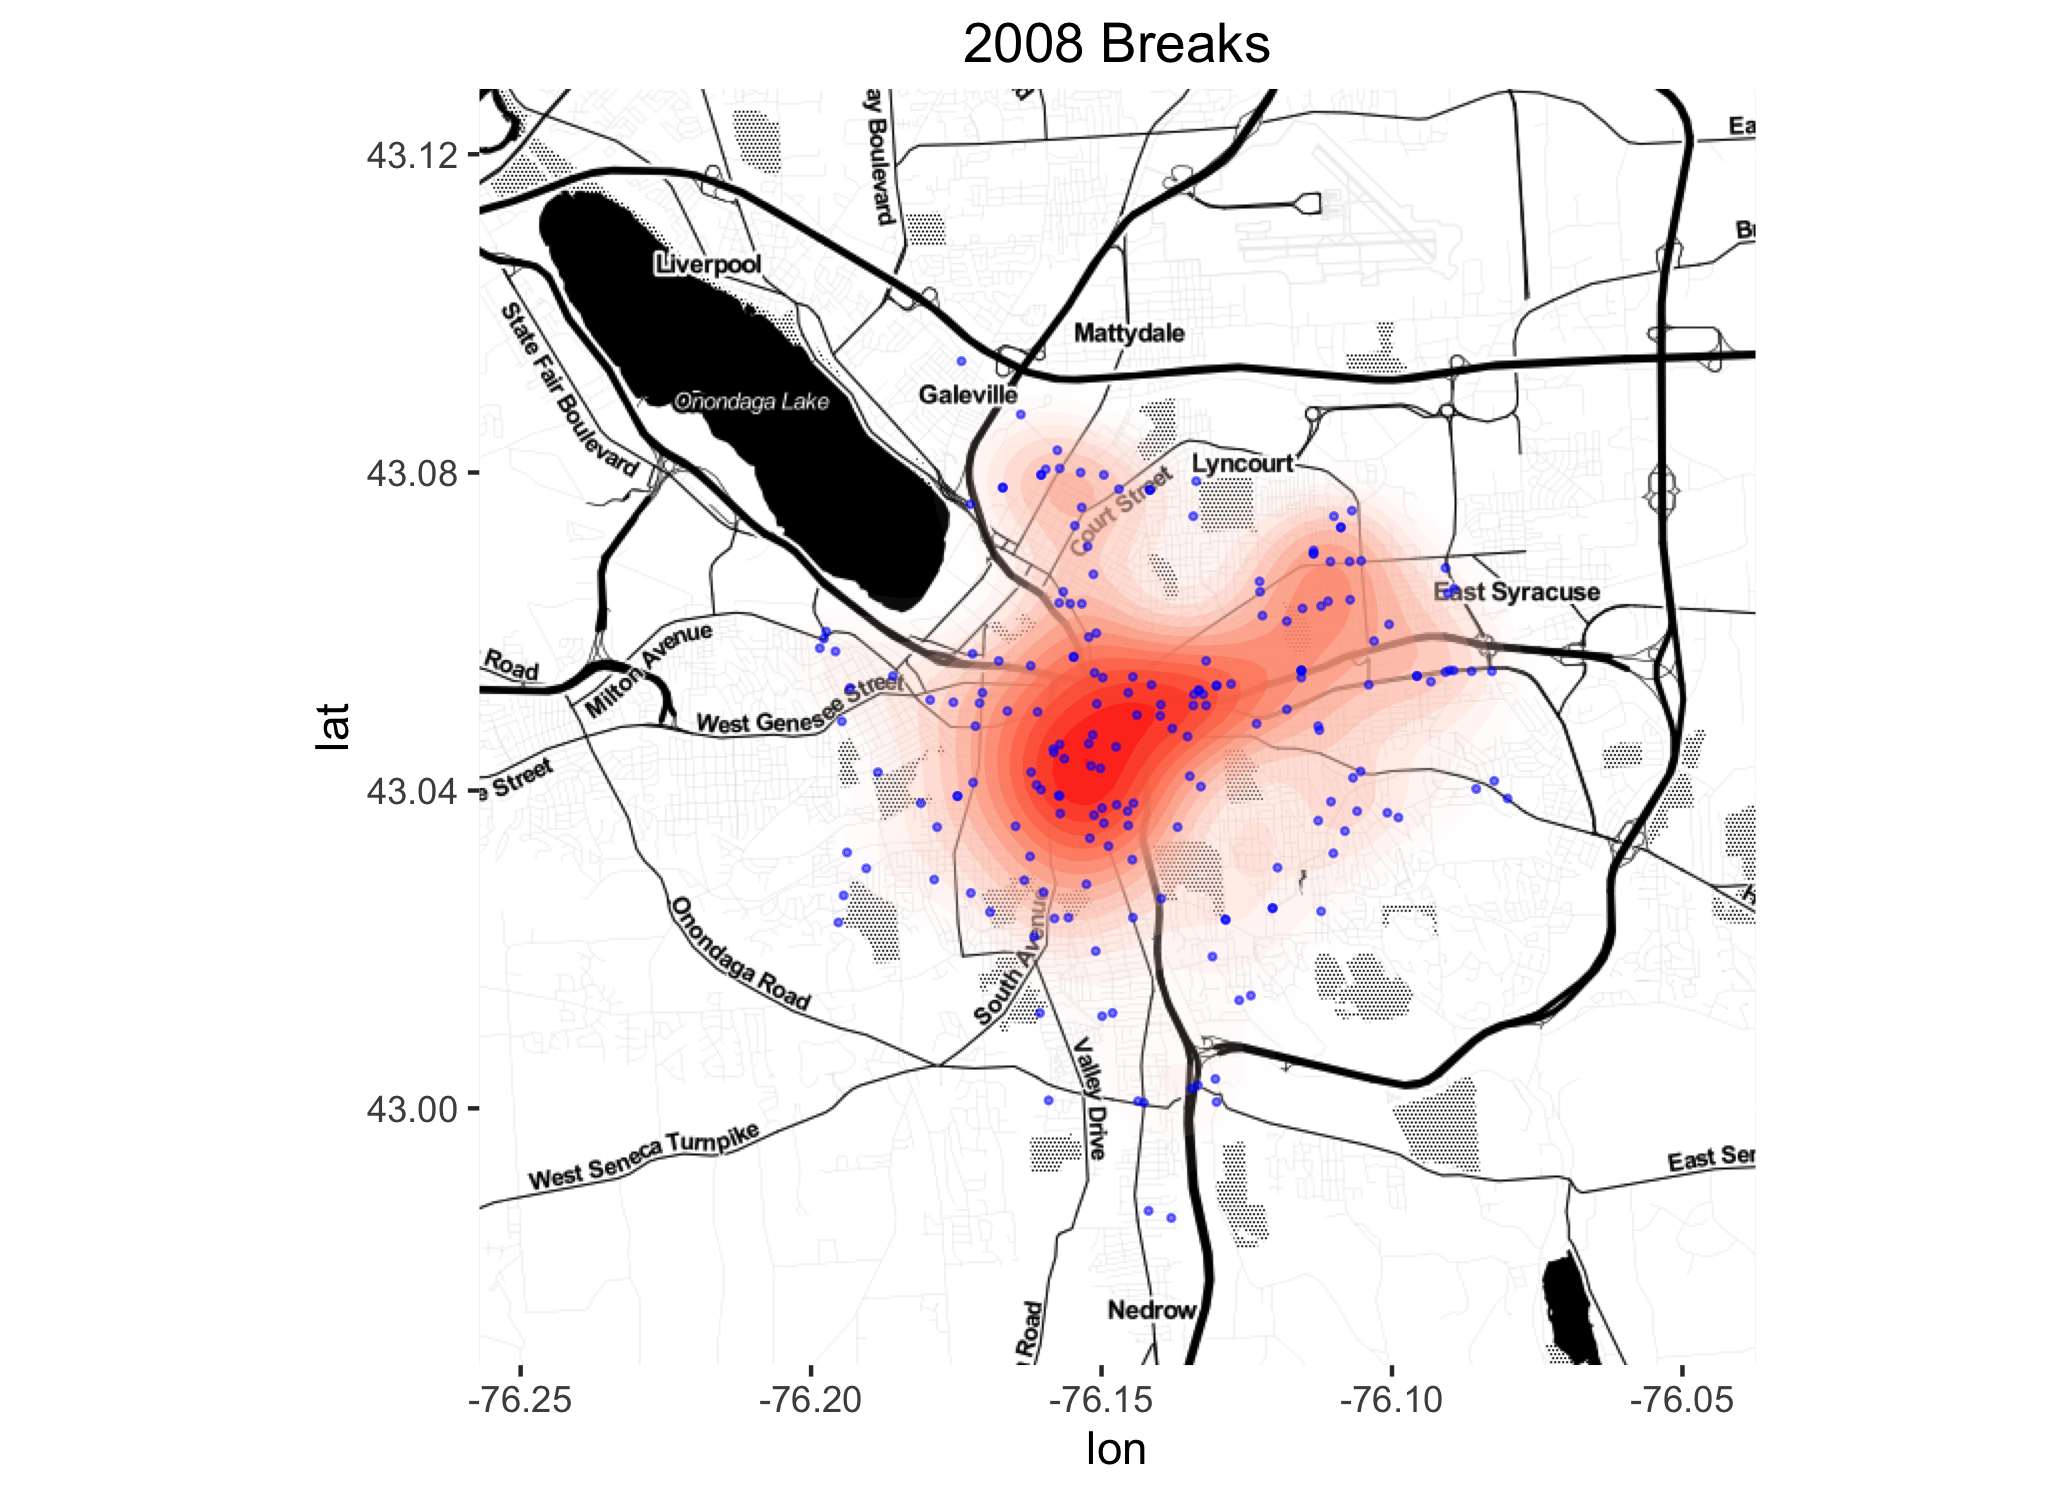 2008 Breaks
ay Boulevard
Ea
43.12
Liverpool
State Fair Boulevard
Onondaga Lake
Mattydale
Galeville
43.08
Lyncourt
Court Street
East Syracuse
Road
Milton Avenue
West Genesee Street
lat
43.04
e Street
Onondaga Road
South Avenue
Valley Drive
43.00
West Seneca Turnpike
East Ser
Nedrow
Road
-76.25
-76.20
-76.15
-76.10
-76.05
lon